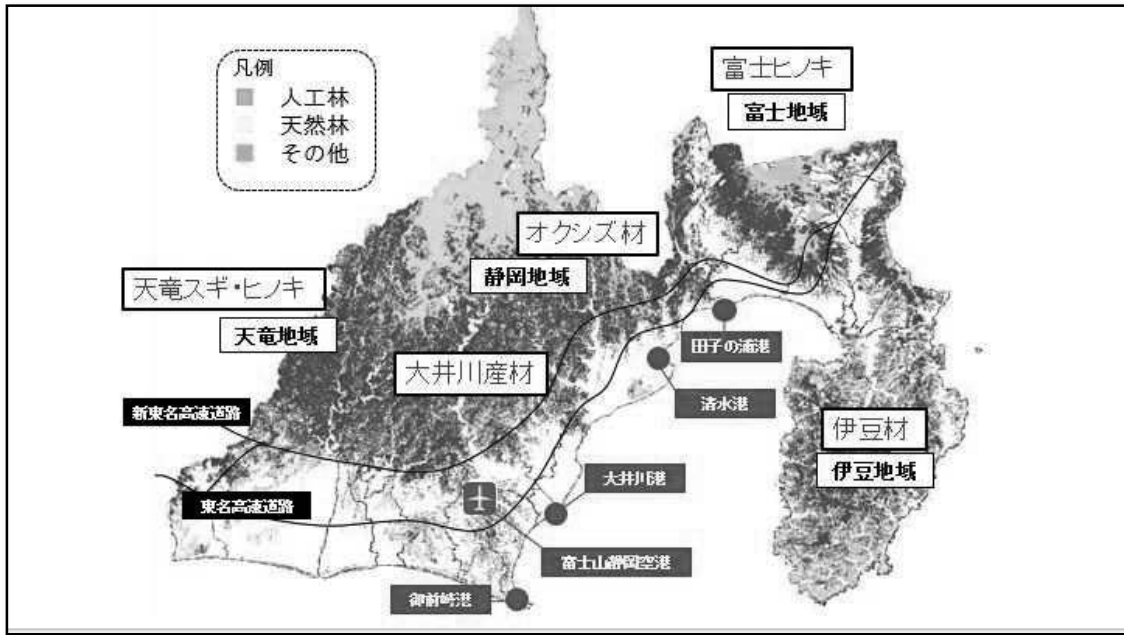 凡例
人工林
天然林
その他
富士ヒノキ
富士地域
オクシズ材
静岡地域
天竜スギ・ヒノキ
天竜地域
大井川産材
田子の浦港
清水港
新東名高速道路
伊豆材
伊豆地域
大井川港
東名高速道路
富士山静岡空港
御前崎港